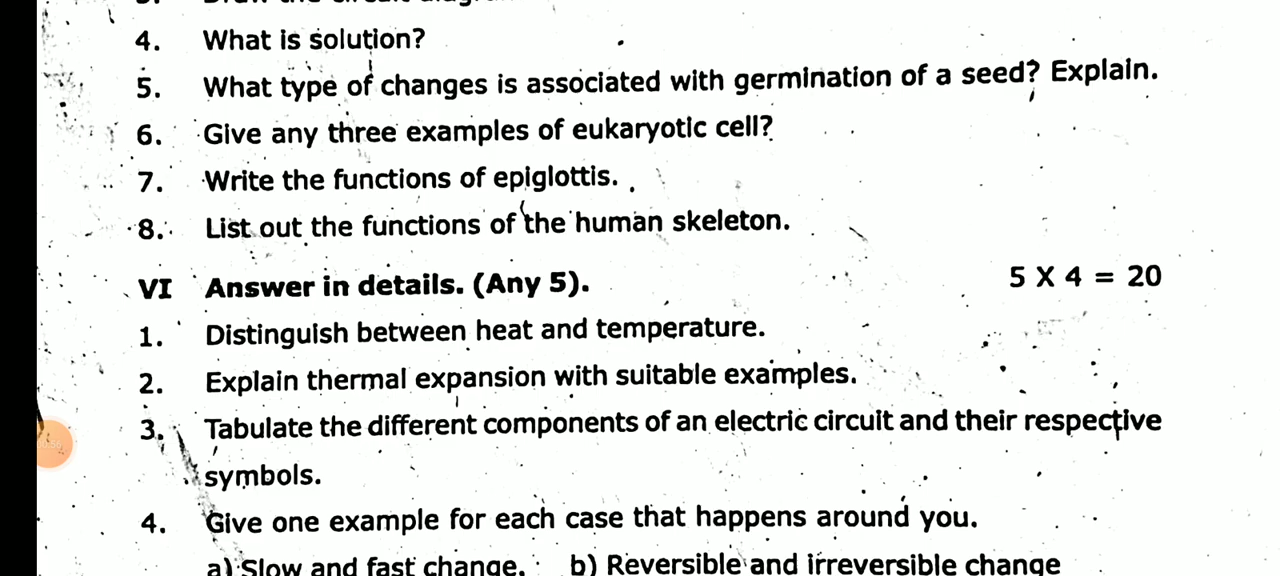 4. What is solution?
5. What type of changes is associated with germination of a seed? Explain.
6. Give any three examples of eukaryotic cell?
7. Write the functions of epiglottis.
8. List out the functions of the human skeleton.
VI Answer in details. (Any 5). 5 X 4 = 20
1. Distinguish between heat and temperature.
2. Explain thermal expansion with suitable examples.
3. Tabulate the different components of an electric circuit and their respective
symbols.
4. Give one example for each case that happens around you.
a) Slow and fast change. b) Reversible and irreversible change